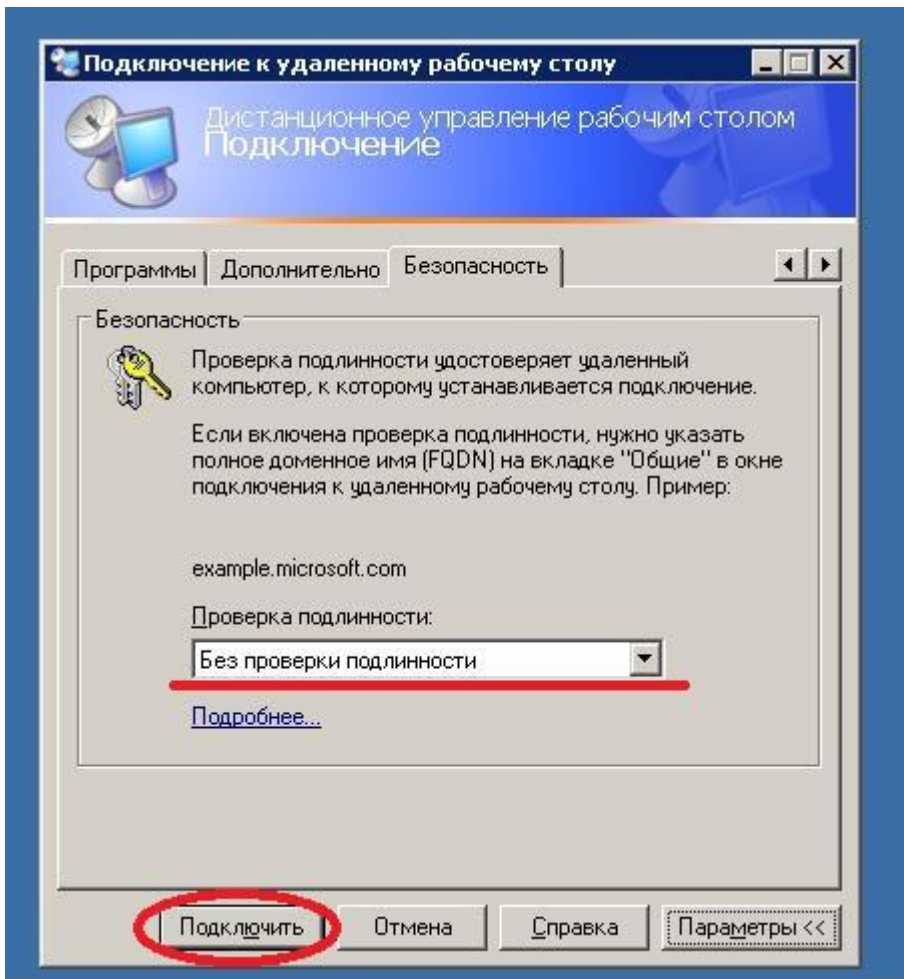 Подключение к удаленному рабочему столу
Дистанционное управление рабочим столом
Подключение
Программы Дополнительно Безопасность
Безопасность
Проверка подлинности удостоверяет удаленный
компьютер, к которому устанавливается подключение.
Если включена проверка подлинности, нужно указать
полное доменное имя (FQDN) на вкладке "Общие" в окне
подключения к удаленному рабочему столу. Пример:
example.microsoft.com
Проверка подлинности:
Без проверки подлинности
Подробнее...
Подключить Отмена Справка Параметры <<